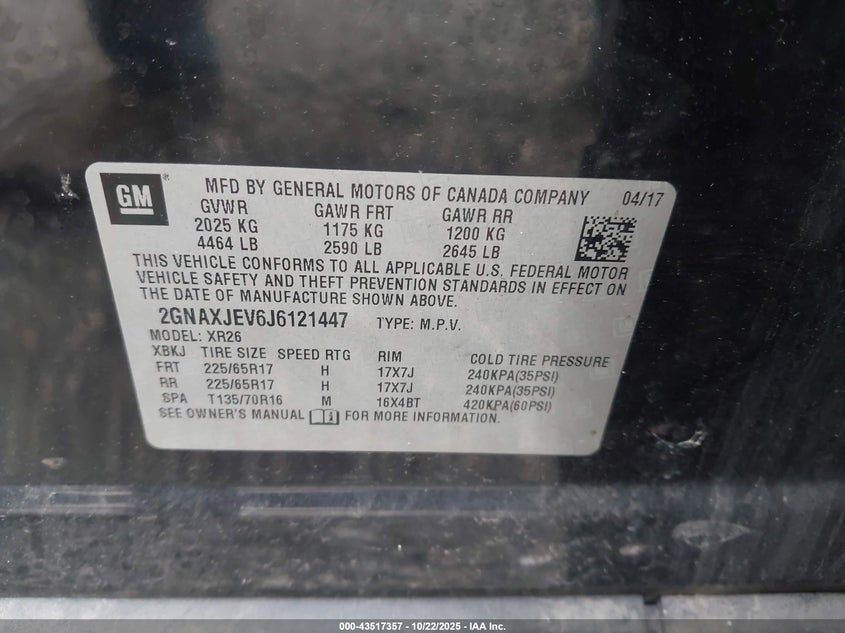 GM
MFD BY GENERAL MOTORS OF CANADA COMPANY 04/17
GVWR GAWR FRT GAWR RR
2025 KG 1175 KG 1200 KG
4464 LB 2590 LB 2645 LB
THIS VEHICLE CONFORMS TO ALL APPLICABLE U.S. FEDERAL MOTOR
VEHICLE SAFETY AND THEFT PREVENTION STANDARDS IN EFFECT ON
THE DATE OF MANUFACTURE SHOWN ABOVE.
2GNAXJEV6J6121447 TYPE: M.P.V.
MODEL: XR26
XBKJ TIRE SIZE SPEED RTG RIM COLD TIRE PRESSURE
FRT 225/65R17 H 17X7J 240KPA(35PSI)
RR 225/65R17 H 17X7J 240KPA(35PSI)
SPA T135/70R16 M 16X4BT 420KPA(60PSI)
SEE OWNER'S MANUAL FOR MORE INFORMATION.
000-43517357 - 10/22/2025 - IAA Inc.